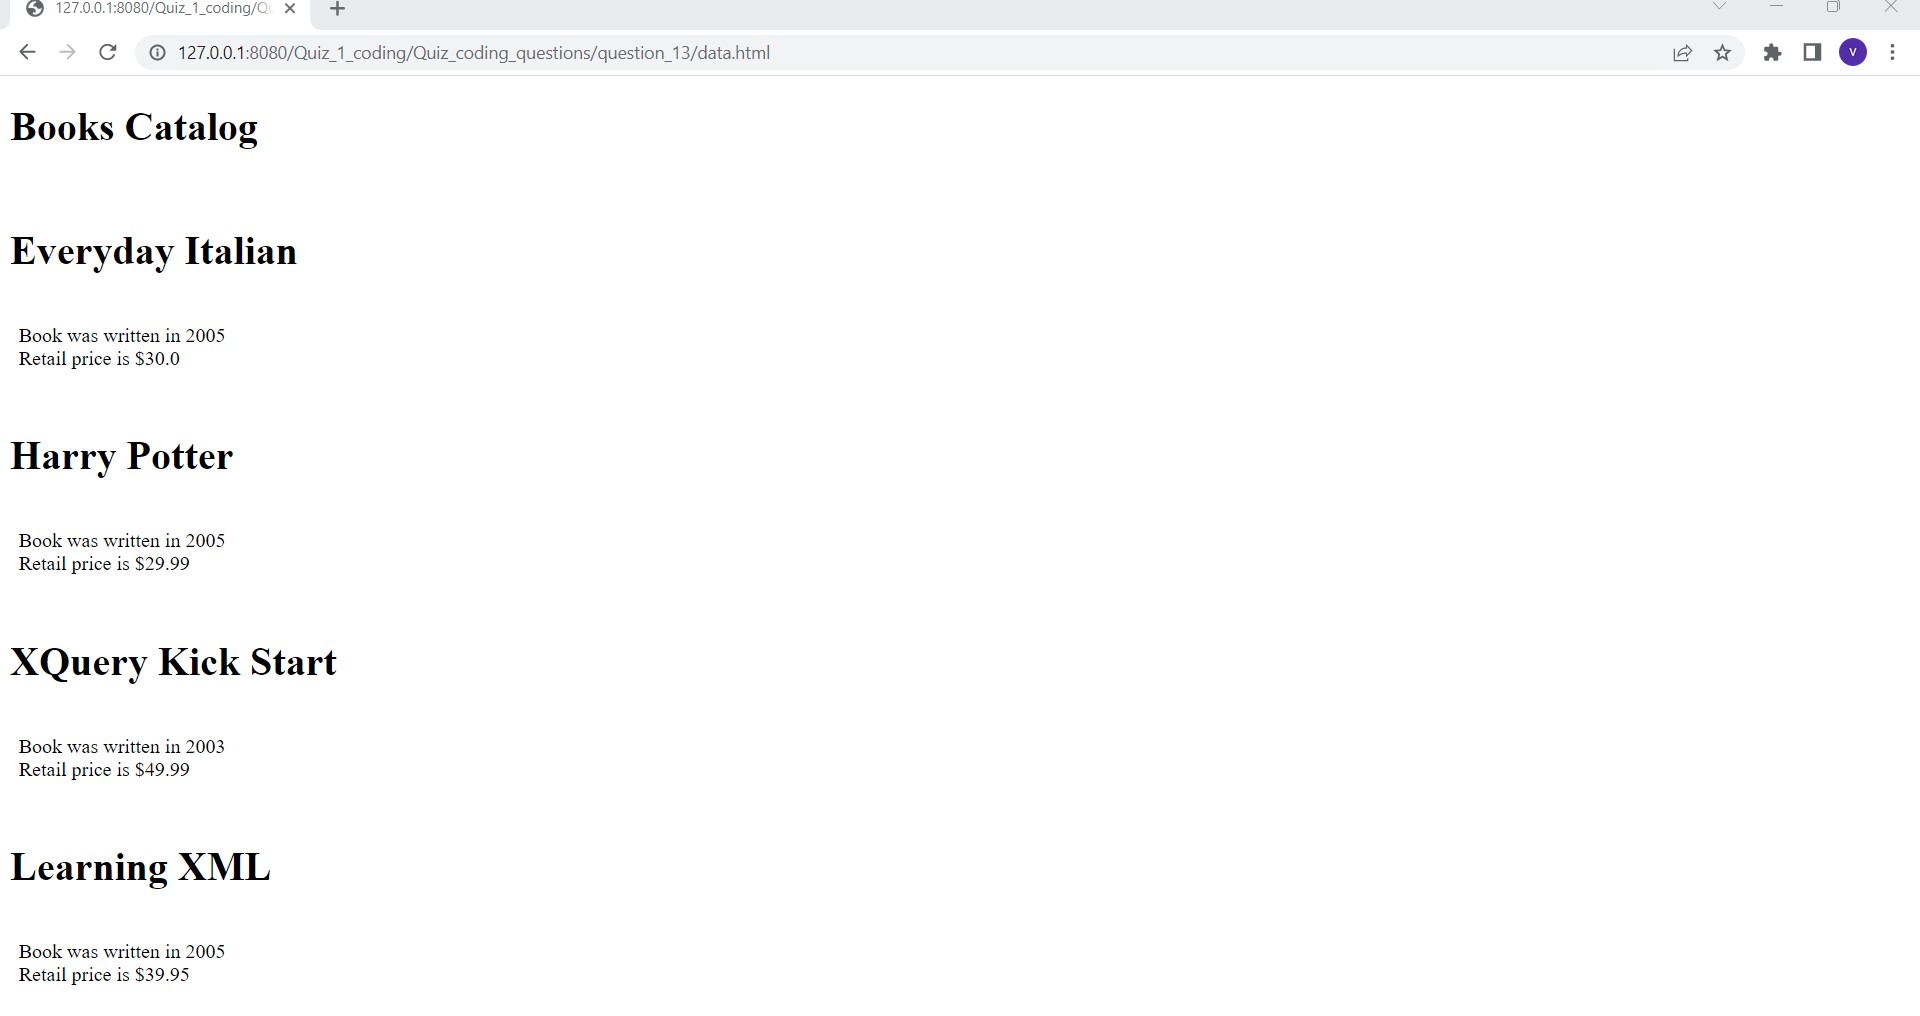 127.0.0.1:8080/Quiz_1_coding/Qu
127.0.0.1:8080/Quiz_1_coding/Quiz_coding_questions/question_13/data.html
V
Books Catalog
Everyday Italian
Book was written in 2005
Retail price is $30.0
Harry Potter
Book was written in 2005
Retail price is $29.99
XQuery Kick Start
Book was written in 2003
Retail price is $49.99
Learning XML
Book was written in 2005
Retail price is $39.95